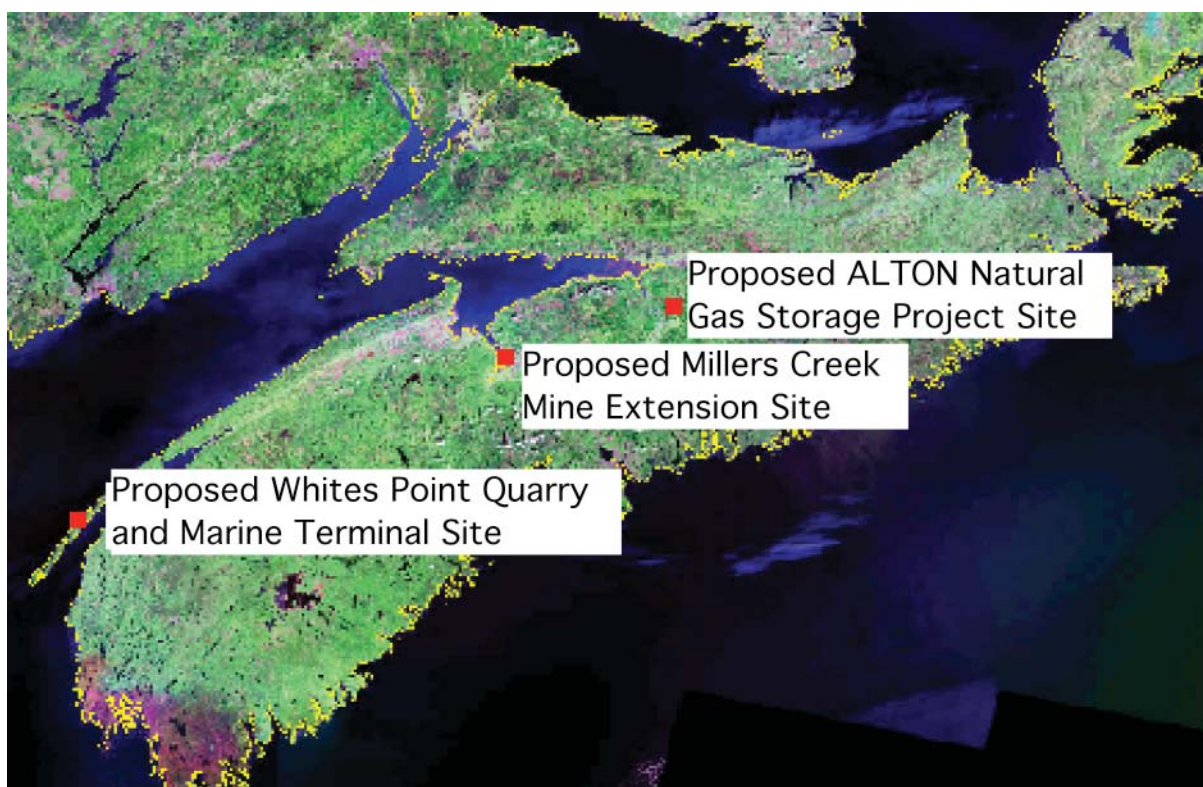 Proposed ALTON Natural
Gas Storage Project Site
Proposed Millers Creek
Mine Extension Site
Proposed Whites Point Quarry
and Marine Terminal Site